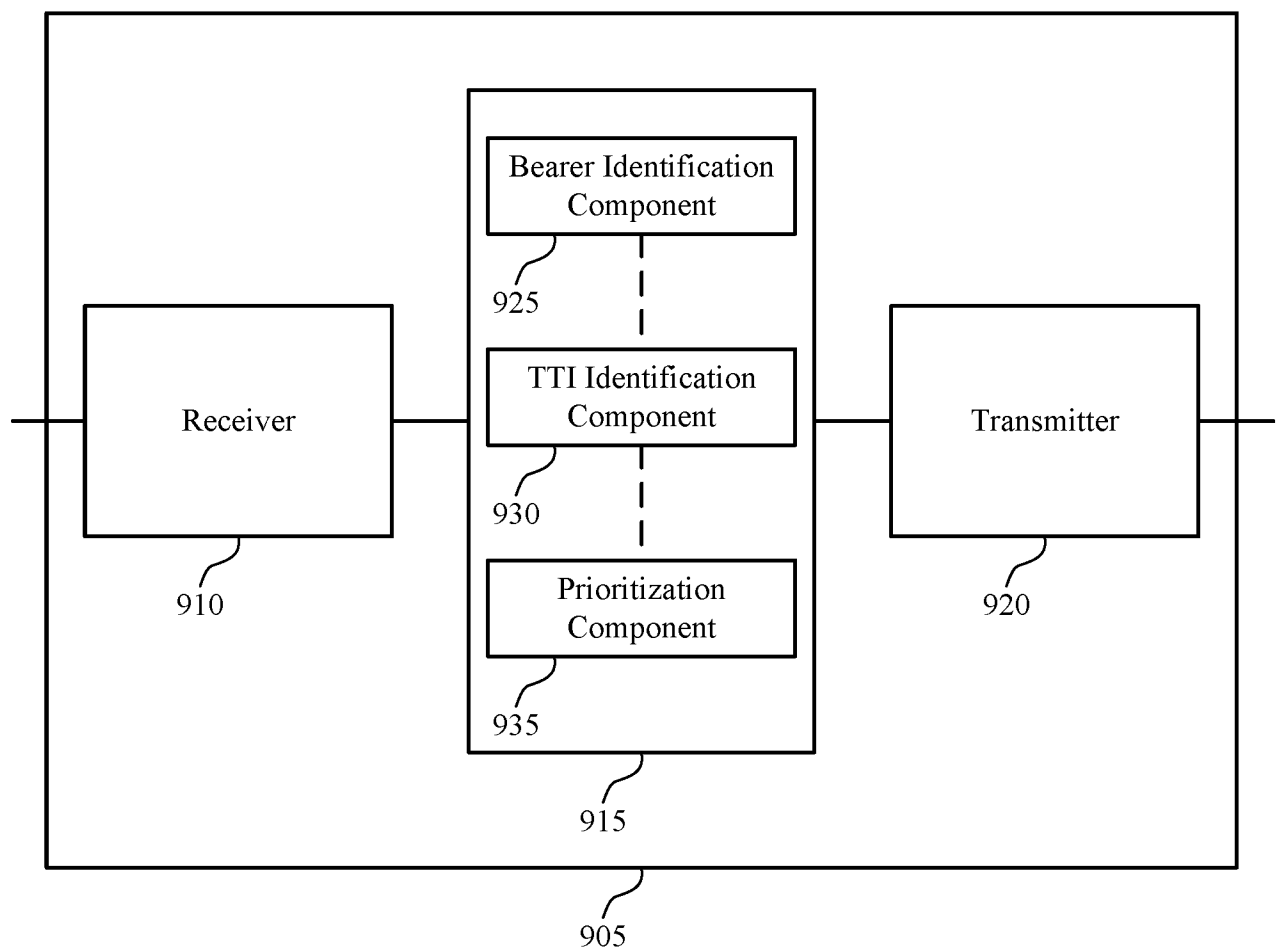 Bearer Identification
Component
925
TTI Identification
Component
930
Receiver
910
Transmitter
920
Prioritization
Component
935
915
905